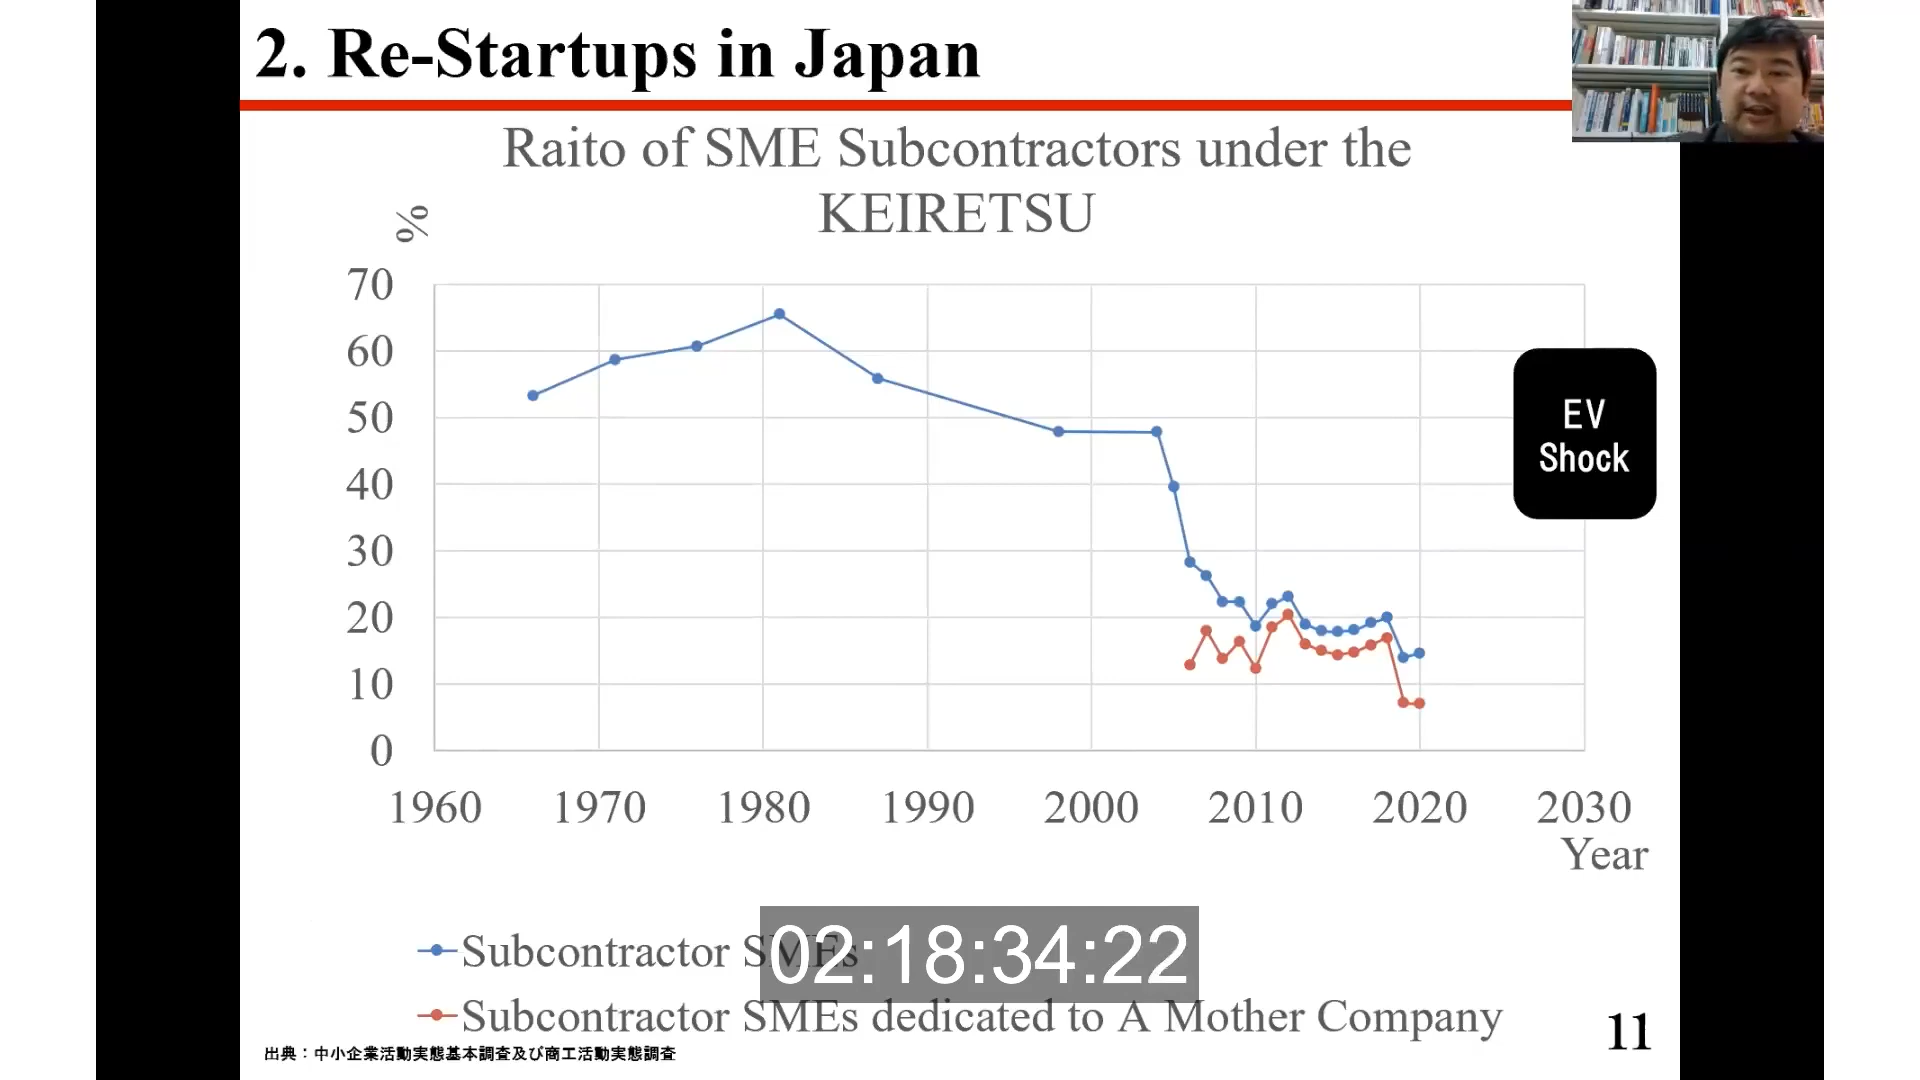 2. Re-Startups in Japan
Raito of SME Subcontractors under the
KEIRETSU
%
70
60
50
40
30
20
10
0
EV
Shock
1960 1970 1980 1990 2000 2010 2020 2030
Year
Subcontractor SMEs
02:18:34:22
Subcontractor SMEs dedicated to A Mother Company
11
出典：中小企業活動実態基本調査及び商工活動実態調査